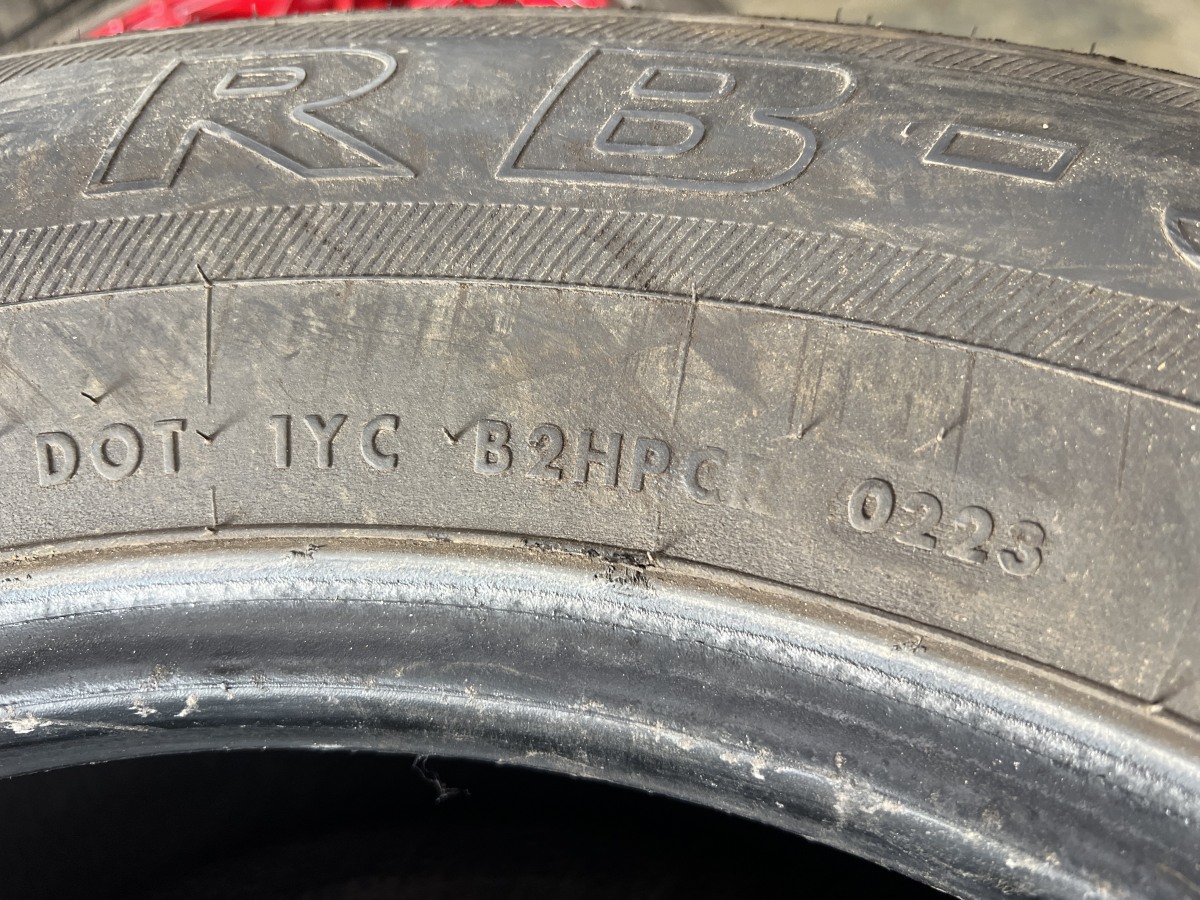 RB-
DOT 1YC B2HPC 0223